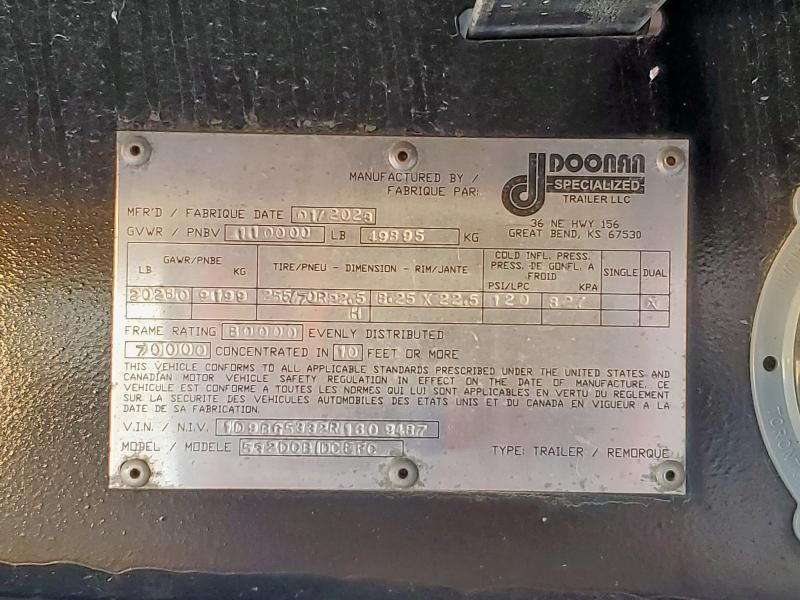 MANUFACTURED BY /
FABRIQUE PAR:
DOONAN
SPECIALIZED
TRAILER LLC
36 NE HWY 156
GREAT BEND, KS 67530
MFR'D / FABRIQUE DATE 01/2023
GVWR / PNBV 110000 LB 49895 KG
GAWR/PNBE
LB KG
TIRE/PNEU - DIMENSION - RIM/JANTE
COLD INFL. PRESS.
PRESS. DE GONFL. A
FROID
PSI/LPC KPA
SINGLE DUAL
20280 9199 255/70R22.5 8.25 X 22.5 120 827 X
H
FRAME RATING 80000 EVENLY DISTRIBUTED
70000 CONCENTRATED IN 10 FEET OR MORE
THIS VEHICLE CONFORMS TO ALL APPLICABLE STANDARDS PRESCRIBED UNDER THE UNITED STATES AND
CANADIAN MOTOR VEHICLE SAFETY REGULATION IN EFFECT ON THE DATE OF MANUFACTURE. CE
VEHICULE EST CONFORME A TOUTES LES NORMES QUI LUI SONT APPLICABLES EN VERTU DU REGLEMENT
SUR LA SECURITE DES VEHICULES AUTOMOBILES DES ETATS UNIS ET DU CANADA EN VIGUEUR A LA
DATE DE SA FABRICATION.
V.I.N. / N.I.V.
MODEL / MODELE
TYPE: TRAILER / REMORQUE